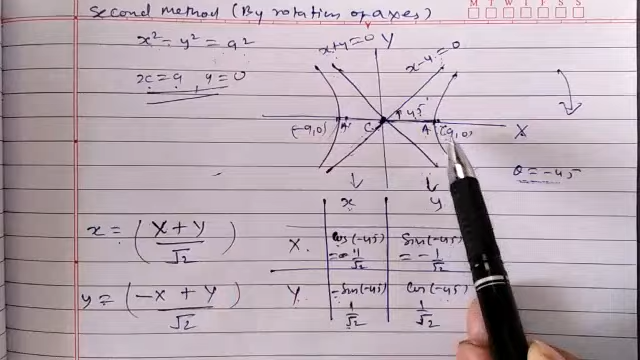 Second method (By rotation of axes)
M T W T F S S
x² - y² = a²
x = a, y = 0
x+y=0
Y
x-y=0
45°
(-a,0) A' C A (a,0) X
θ = -45
x = (X + Y / √2)
x y
X. cos(-45) sin(-45)
= 1/√2 = -1/√2
y = (-X + Y / √2)
Y -sin(-45) cos(-45)
1/√2 1/√2